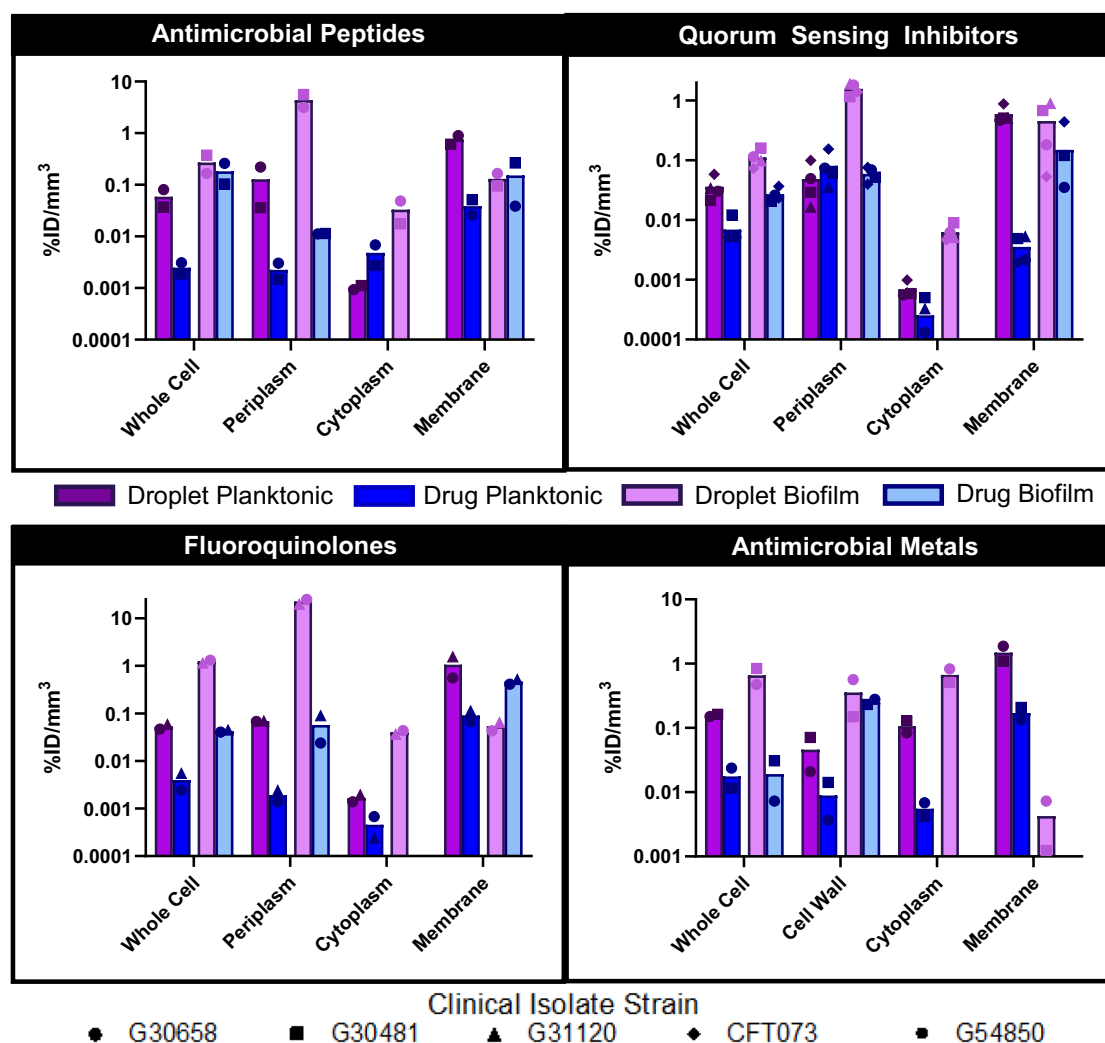 Antimicrobial Peptides
%ID/mm3
10
1
0.1
0.01
0.001
0.0001
Whole Cell
Periplasm
Cytoplasm
Membrane
Quorum Sensing Inhibitors
%ID/mm3
1
0.1
0.01
0.001
0.0001
Whole Cell
Periplasm
Cytoplasm
Membrane
Droplet Planktonic Drug Planktonic Droplet Biofilm Drug Biofilm
Fluoroquinolones
%ID/mm3
10
1
0.1
0.01
0.001
0.0001
Whole Cell
Periplasm
Cytoplasm
Membrane
Antimicrobial Metals
%ID/mm3
10
1
0.1
0.01
0.001
Whole Cell
Cell Wall
Cytoplasm
Membrane
Clinical Isolate Strain
G30658 G30481 G31120 CFT073 G54850